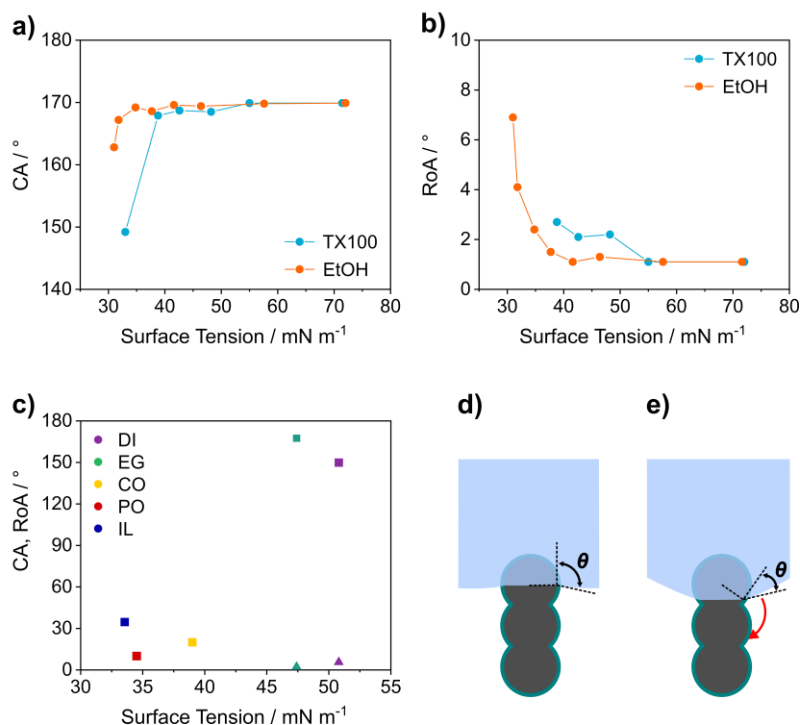 a)
180
170
160
150
140
CA / °
TX100
EtOH
20 30 40 50 60 70 80
Surface Tension / mN m⁻¹
b)
10
8
6
4
2
0
RoA / °
TX100
EtOH
20 30 40 50 60 70 80
Surface Tension / mN m⁻¹
c)
180
150
120
90
60
30
0
CA, RoA / °
DI
EG
CO
PO
IL
30 35 40 45 50 55
Surface Tension / mN m⁻¹
d)
θ
e)
θ